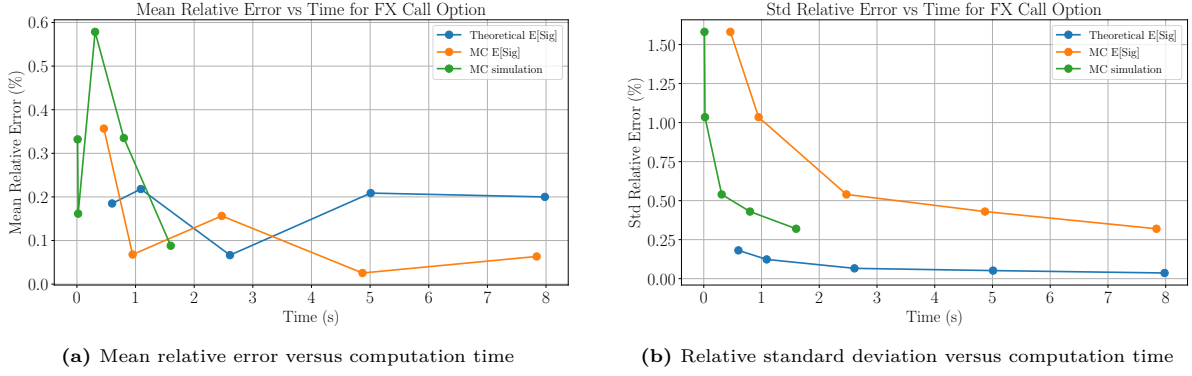 Mean Relative Error vs Time for FX Call Option
Mean Relative Error (%)
0.6
0.5
0.4
0.3
0.2
0.1
0.0
Theoretical E[Sig]
MC E[Sig]
MC simulation
0 1 2 3 4 5 6 7 8
Time (s)
(a) Mean relative error versus computation time
Std Relative Error vs Time for FX Call Option
Std Relative Error (%)
1.50
1.25
1.00
0.75
0.50
0.25
0.00
Theoretical E[Sig]
MC E[Sig]
MC simulation
0 1 2 3 4 5 6 7 8
Time (s)
(b) Relative standard deviation versus computation time